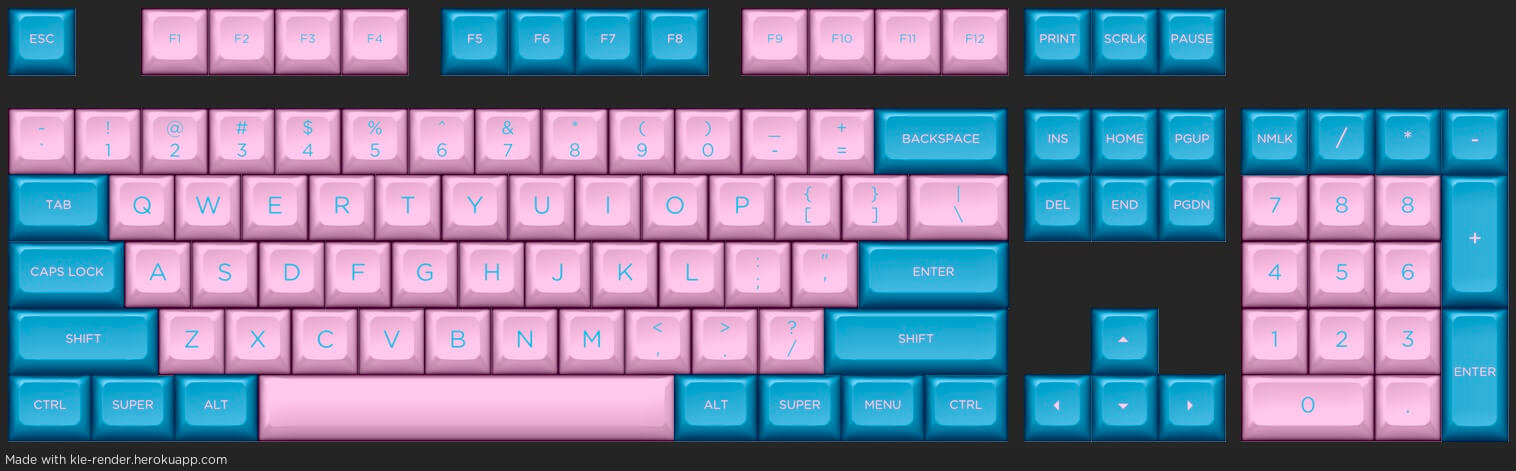 ESC F1 F2 F3 F4 F5 F6 F7 F8 F9 F10 F11 F12 PRINT SCRLK PAUSE
~ ! @ # $ % ^ & * ( ) _ +
` 1 2 3 4 5 6 7 8 9 0 - = BACKSPACE INS HOME PGUP NMLK / * -
TAB Q W E R T Y U I O P { } |
[ ] \ DEL END PGDN 7 8 8 +
CAPS LOCK A S D F G H J K L : "
; ' ENTER 4 5 6
SHIFT Z X C V B N M < > ?
, . / SHIFT 1 2 3 ENTER
CTRL SUPER ALT ALT SUPER MENU CTRL 0 .
Made with kle-render.herokuapp.com